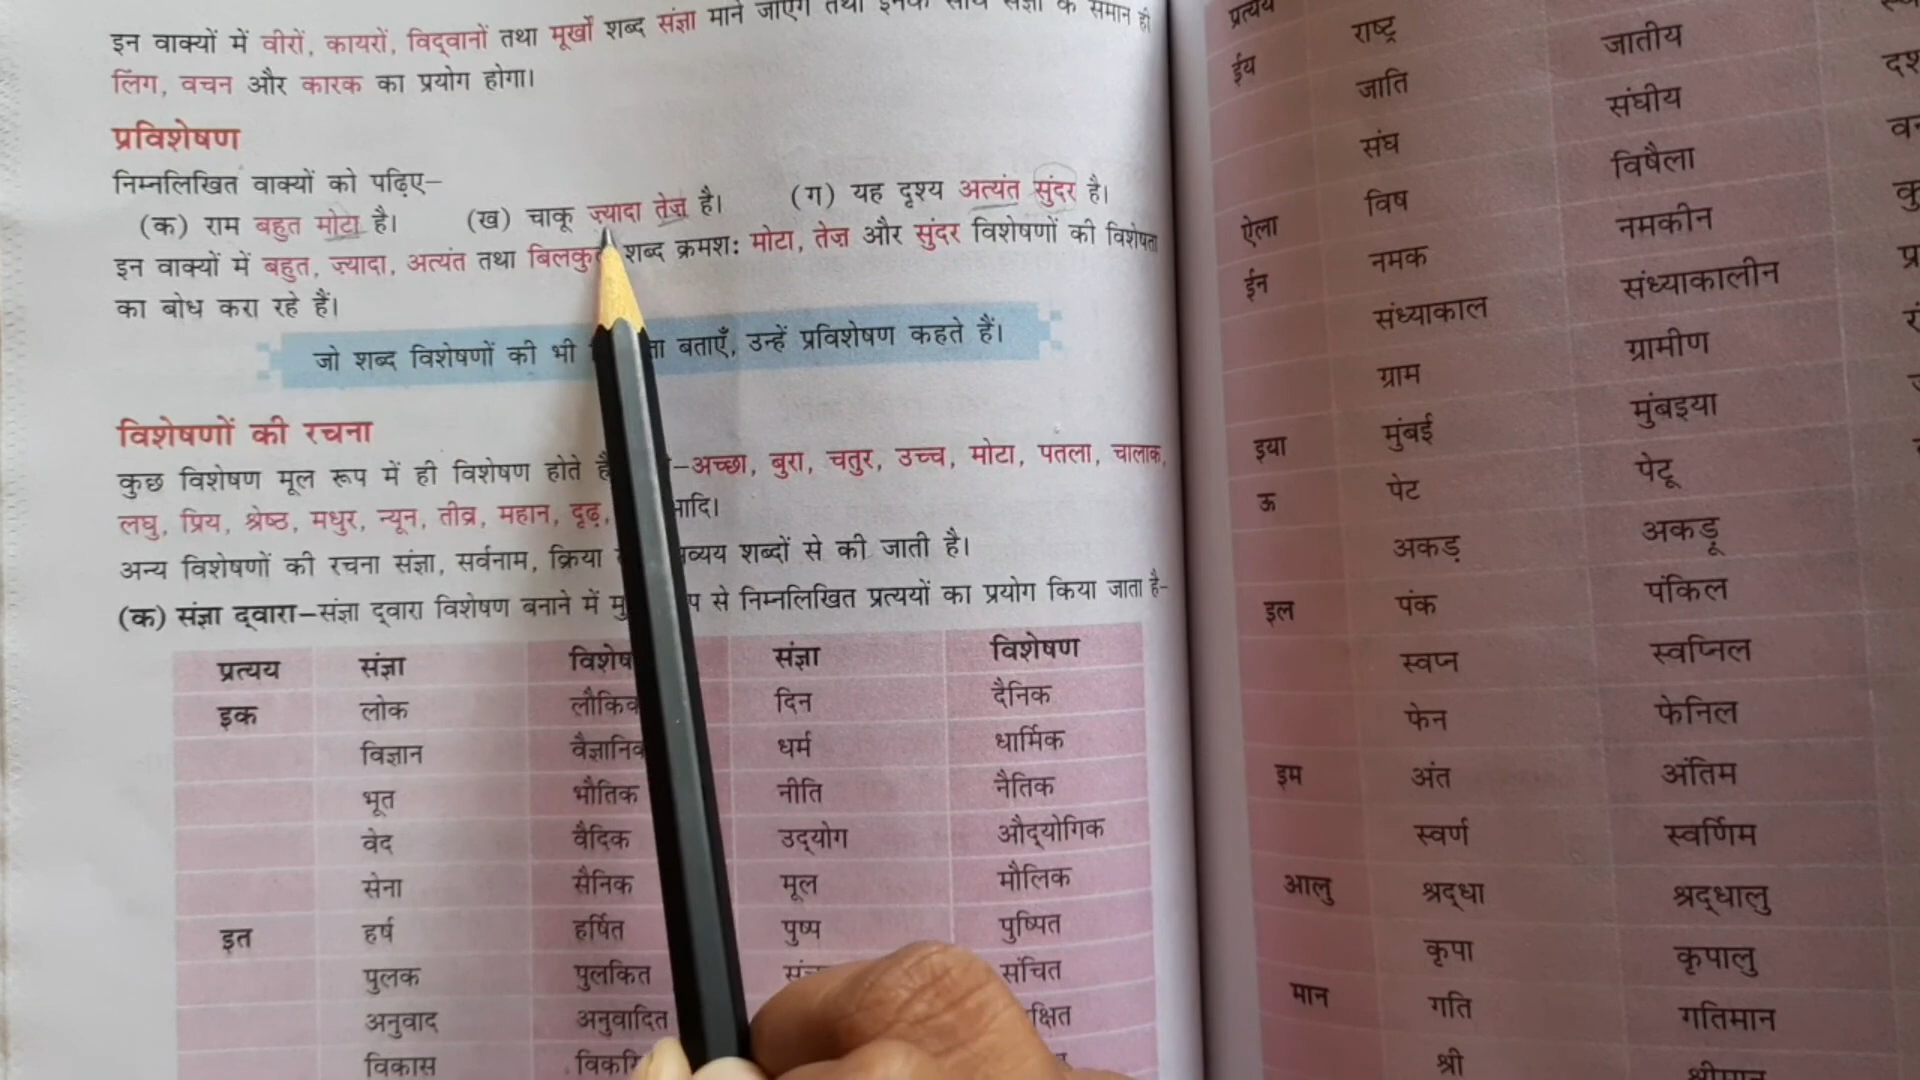 इन वाक्यों में वीरों, कायरों, विद्वानों तथा मूर्खों शब्द संज्ञा माने जाएँगे तथा इनके साथ संज्ञा के समान ही
लिंग, वचन और कारक का प्रयोग होगा।
प्रविशेषण
निम्नलिखित वाक्यों को पढ़िए–
(क) राम बहुत मोटा है। (ख) चाकू ज़्यादा तेज़ है। (ग) यह दृश्य अत्यंत सुंदर है।
इन वाक्यों में बहुत, ज़्यादा, अत्यंत तथा शब्द क्रमशः मोटा, तेज़ और सुंदर विशेषणों की विशेषता
का बोध करा रहे हैं।
जो शब्द विशेषणों की भी बताएँ, उन्हें प्रविशेषण कहते हैं।
विशेषणों की रचना
कुछ विशेषण मूल रूप में ही विशेषण होते –अच्छा, बुरा, चतुर, उच्च, मोटा, पतला, चालाक,
लघु, प्रिय, श्रेष्ठ, मधुर, न्यून, तीव्र, महान, दृढ़, आदि।
अन्य विशेषणों की रचना संज्ञा, सर्वनाम, क्रिया शब्दों से की जाती है।
(क) संज्ञा द्वारा–संज्ञा द्वारा विशेषण बनाने में से निम्नलिखित प्रत्ययों का प्रयोग किया जाता है–
प्रत्यय संज्ञा संज्ञा विशेषण
इक लोक दिन दैनिक
विज्ञान धर्म धार्मिक
भूत भौतिक नीति नैतिक
वेद वैदिक उद्योग औद्योगिक
सेना सैनिक मूल मौलिक
इत हर्ष हर्षित पुष्प पुष्पित
पुलक पुलकित संचित
अनुवाद अनुवादित
विकास
प्रत्यय
ईय राष्ट्र
जाति जातीय
संघ संघीय
ऐला विष विषैला
ईन नमक नमकीन
संध्याकाल संध्याकालीन
ग्राम ग्रामीण
इया मुंबई मुंबइया
ऊ पेट पेटू
अकड़ अकड़ू
इल पंक पंकिल
स्वप्न स्वप्निल
फेन फेनिल
इम अंत अंतिम
स्वर्ण स्वर्णिम
आलु श्रद्धा श्रद्धालु
कृपा कृपालु
मान गति गतिमान
श्री